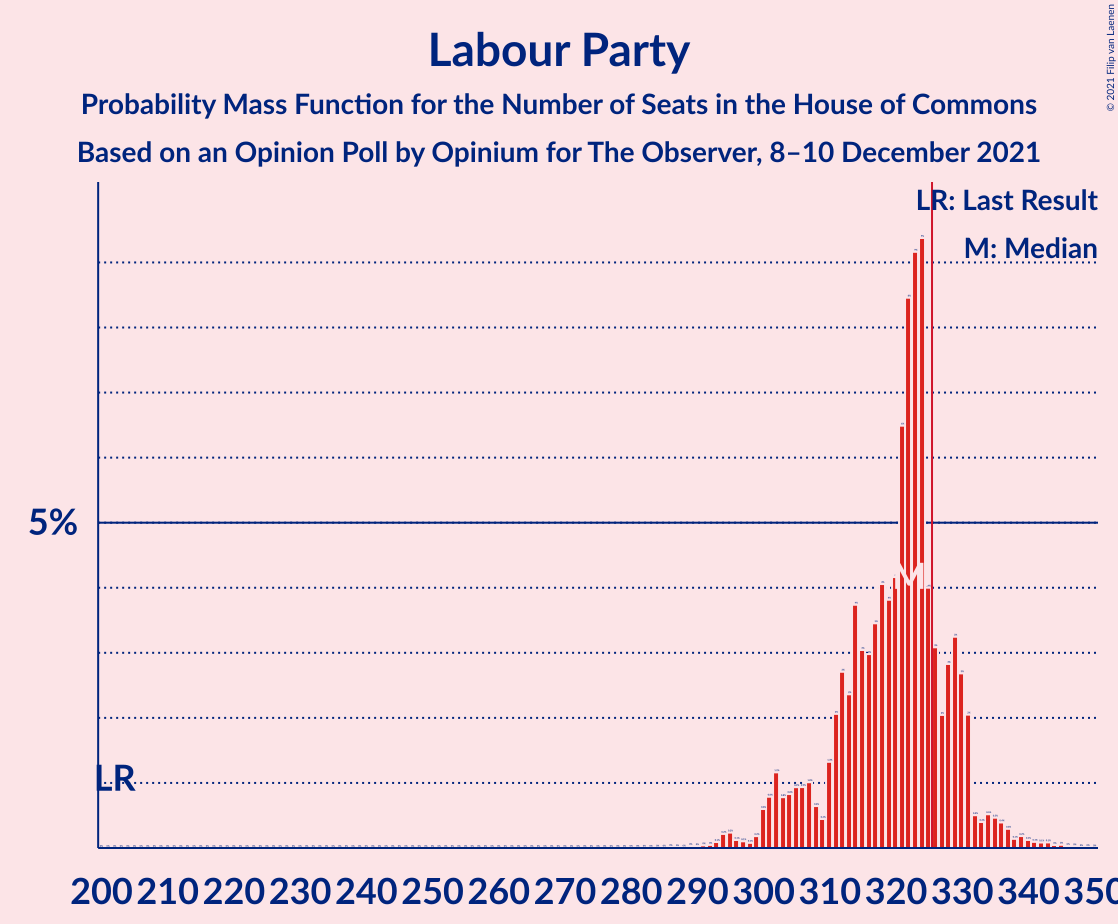 Labour Party
Probability Mass Function for the Number of Seats in the House of Commons
Based on an Opinion Poll by Opinium for The Observer, 8–10 December 2021
© 2021 Filip van Laenen
LR: Last Result
M: Median
5%
M
LR
200 210 220 230 240 250 260 270 280 290 300 310 320 330 340 350